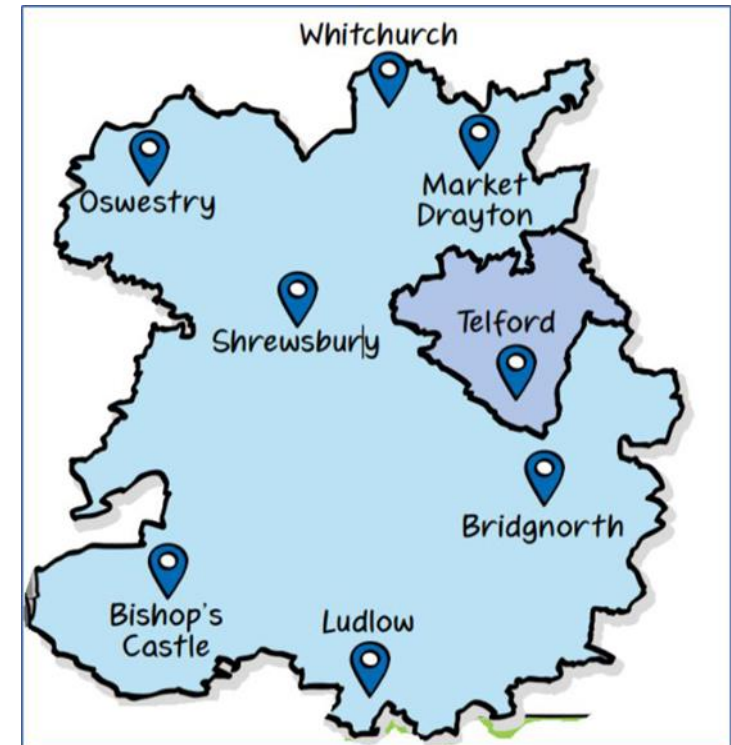 Whitchurch
Oswestry
Market
Drayton
Shrewsbury
Telford
Bridgnorth
Bishop's
Castle
Ludlow